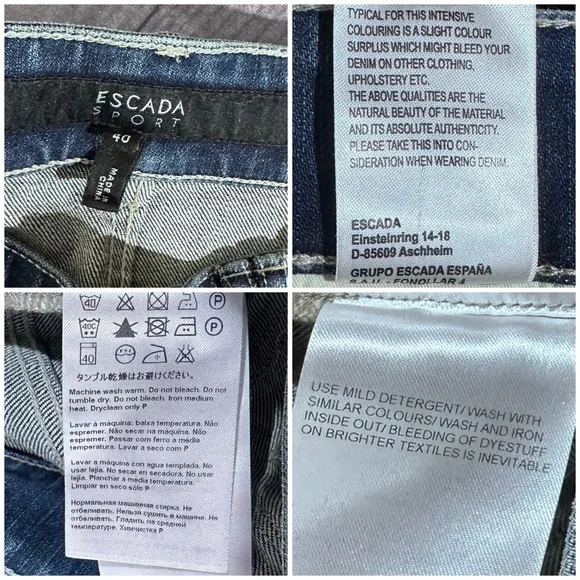 ESCADA
SPORT
40
MADE IN
CHINA
TYPICAL FOR THIS INTENSIVE
COLOURING IS A SLIGHT COLOUR
SURPLUS WHICH MIGHT BLEED YOUR
DENIM ON OTHER CLOTHING,
UPHOLSTERY ETC.
THE ABOVE QUALITIES ARE THE
NATURAL BEAUTY OF THE MATERIAL
AND ITS ABSOLUTE AUTHENTICITY.
PLEASE TAKE THIS INTO CON-
SIDERATION WHEN WEARING DENIM.
ESCADA
Einsteinring 14-18
D-85609 Aschheim
GRUPO ESCADA ESPAÑA
S.A.U. - FONOLLAR 4
40 P
40C P
40
タンブル乾燥はお避けください。
Machine wash warm. Do not bleach. Do not
tumble dry. Do not bleach. Iron medium
heat. Dryclean only P
Lavar à máquina: baixa temperatura. Não
espremer. Não secar na máquina. Não
espremer. Passar com ferro a média
temperatura. Lavar a seco com P
Lavar a máquina con agua templada. No
usar lejía. No secar en secadora. No usar
lejía. Planchar a media temperatura.
Limpiar en seco sólo P
Нормальная машинная стирка. Не
отбеливать. Нельзя сушить в машине. Не
отбеливать. Гладить на средней
температуре. Химчистка P
USE MILD DETERGENT/ WASH WITH
SIMILAR COLOURS/ WASH AND IRON
INSIDE OUT/ BLEEDING OF DYESTUFF
ON BRIGHTER TEXTILES IS INEVITABLE